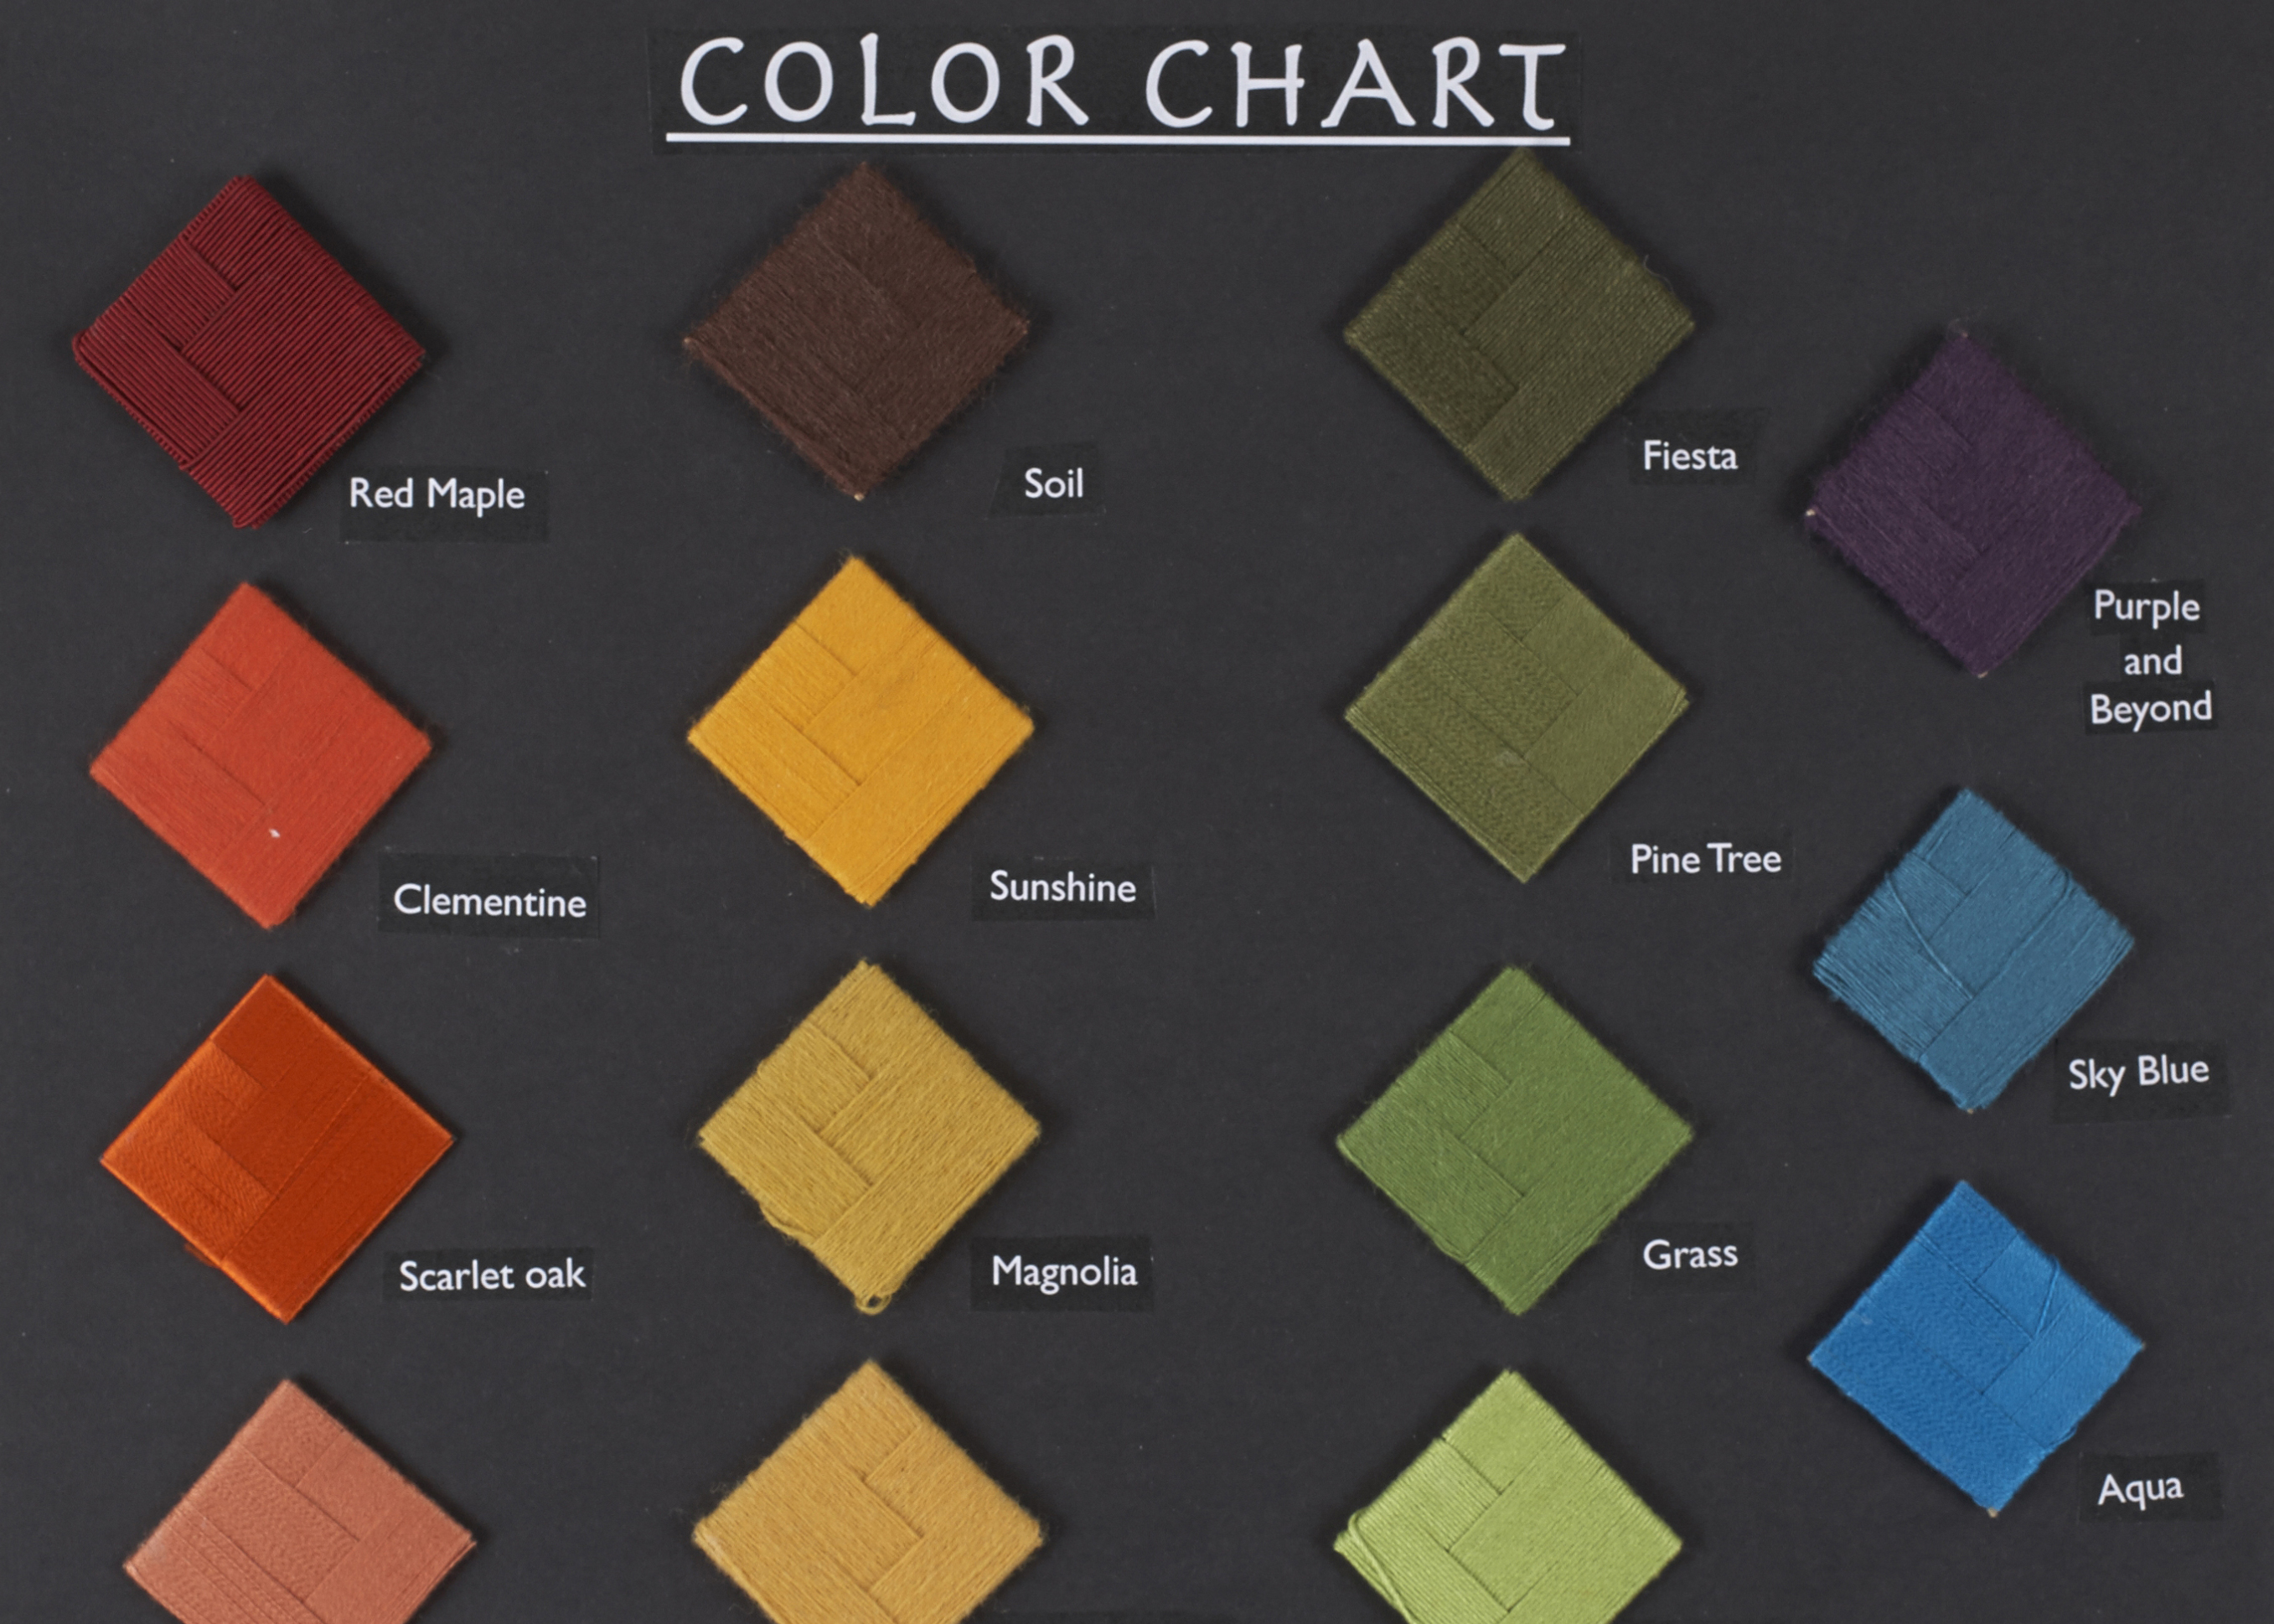 COLOR CHART
Red Maple
Soil
Fiesta
Purple
and
Beyond
Clementine
Sunshine
Pine Tree
Sky Blue
Scarlet oak
Magnolia
Grass
Aqua